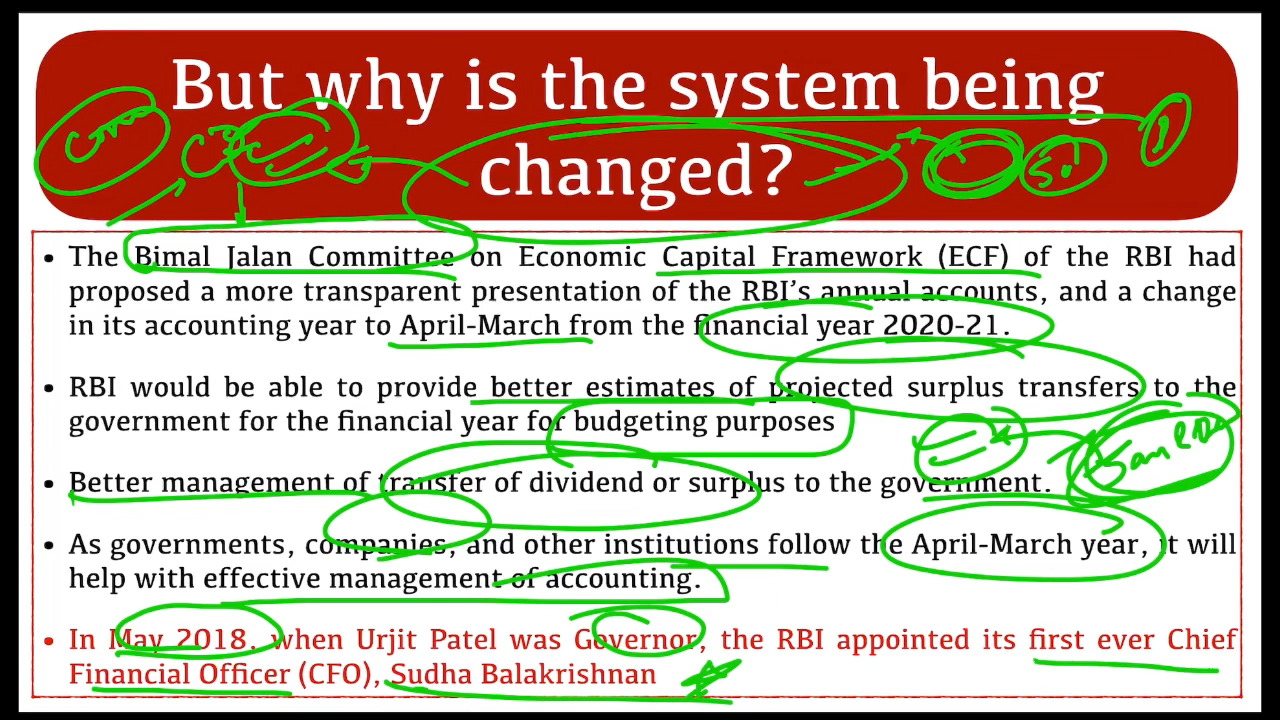 But why is the system being
changed?
• The Bimal Jalan Committee on Economic Capital Framework (ECF) of the RBI had
proposed a more transparent presentation of the RBI’s annual accounts, and a change
in its accounting year to April-March from the financial year 2020-21.
• RBI would be able to provide better estimates of projected surplus transfers to the
government for the financial year for budgeting purposes
• Better management of transfer of dividend or surplus to the government.
• As governments, companies, and other institutions follow the April-March year, it will
help with effective management of accounting.
• In May 2018, when Urjit Patel was Governor, the RBI appointed its first ever Chief
Financial Officer (CFO), Sudha Balakrishnan